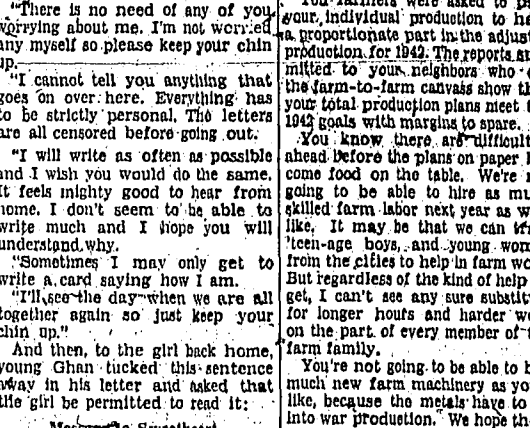 "There is no need of any of you
worrying about me. I'm not worried
any myself so please keep your chin
up.
"I cannot tell you anything that
goes on over here. Everything has
to be strictly personal. The letters
are all censored before going out.
"I will write as often as possible
and I wish you would do the same.
It feels mighty good to hear from
home. I don't seem to be able to
write much and I hope you will
understand why.
"Sometimes I may only get to
write a card saying how I am.
"I'll see the day when we are all
together again so just keep your
chin up."
And then, to the girl back home,
young Ghan tucked this sentence
away in his letter and asked that
the girl be permitted to read it:
You farmers were asked to
your individual production to
a proportionate part in the
production for 1942. The reports
mitted to your neighbors who
the farm-to-farm canvass show
your total production plans meet
1942 goals with margins to spare.
You know there are
ahead before the plans on paper
come food on the table. We're
going to be able to hire as
skilled farm labor next year as
like. It may be that we can
'teen-age boys, and young
from the cities to help in farm
But regardless of the kind of help
get, I can't see any sure
for longer hours and harder
on the part of every member of
farm family.
You're not going to be able to
much new farm machinery as
like, because the metals have to
into war production. We hope